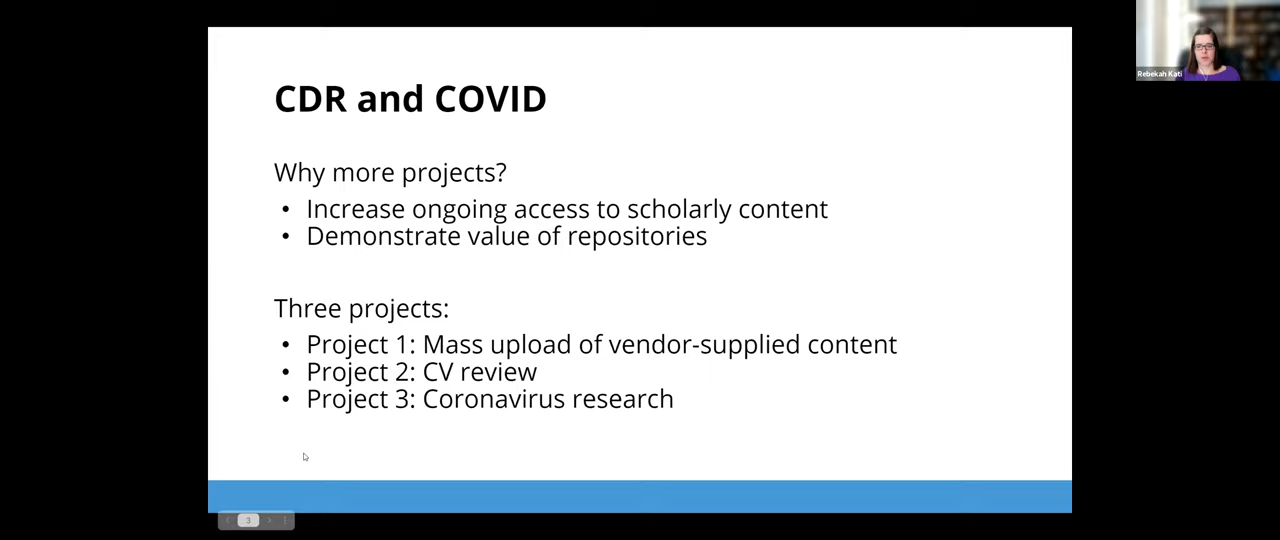 CDR and COVID
Rebekah Kati
Why more projects?
• Increase ongoing access to scholarly content
• Demonstrate value of repositories
Three projects:
• Project 1: Mass upload of vendor-supplied content
• Project 2: CV review
• Project 3: Coronavirus research
3